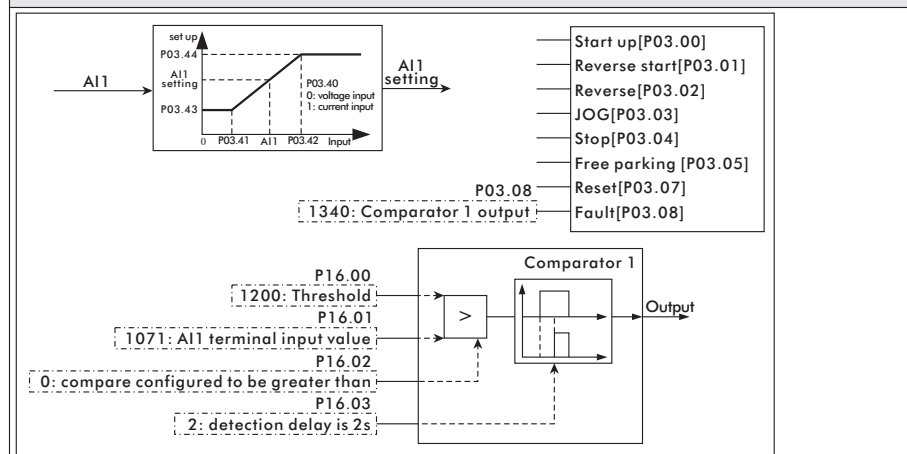 set up
P03.44
AI1
setting
P03.43
P03.40
0: voltage input
1: current input
0 P03.41 AI1 P03.42 Input
AI1
AI1
setting
Start up[P03.00]
Reverse start[P03.01]
Reverse[P03.02]
JOG[P03.03]
Stop[P03.04]
Free parking [P03.05]
Reset[P03.07]
Fault[P03.08]
P03.08
1340: Comparator 1 output
Comparator 1
P16.00
1200: Threshold
P16.01
1071: AI1 terminal input value
P16.02
0: compare configured to be greater than
P16.03
2: detection delay is 2s
>
Output